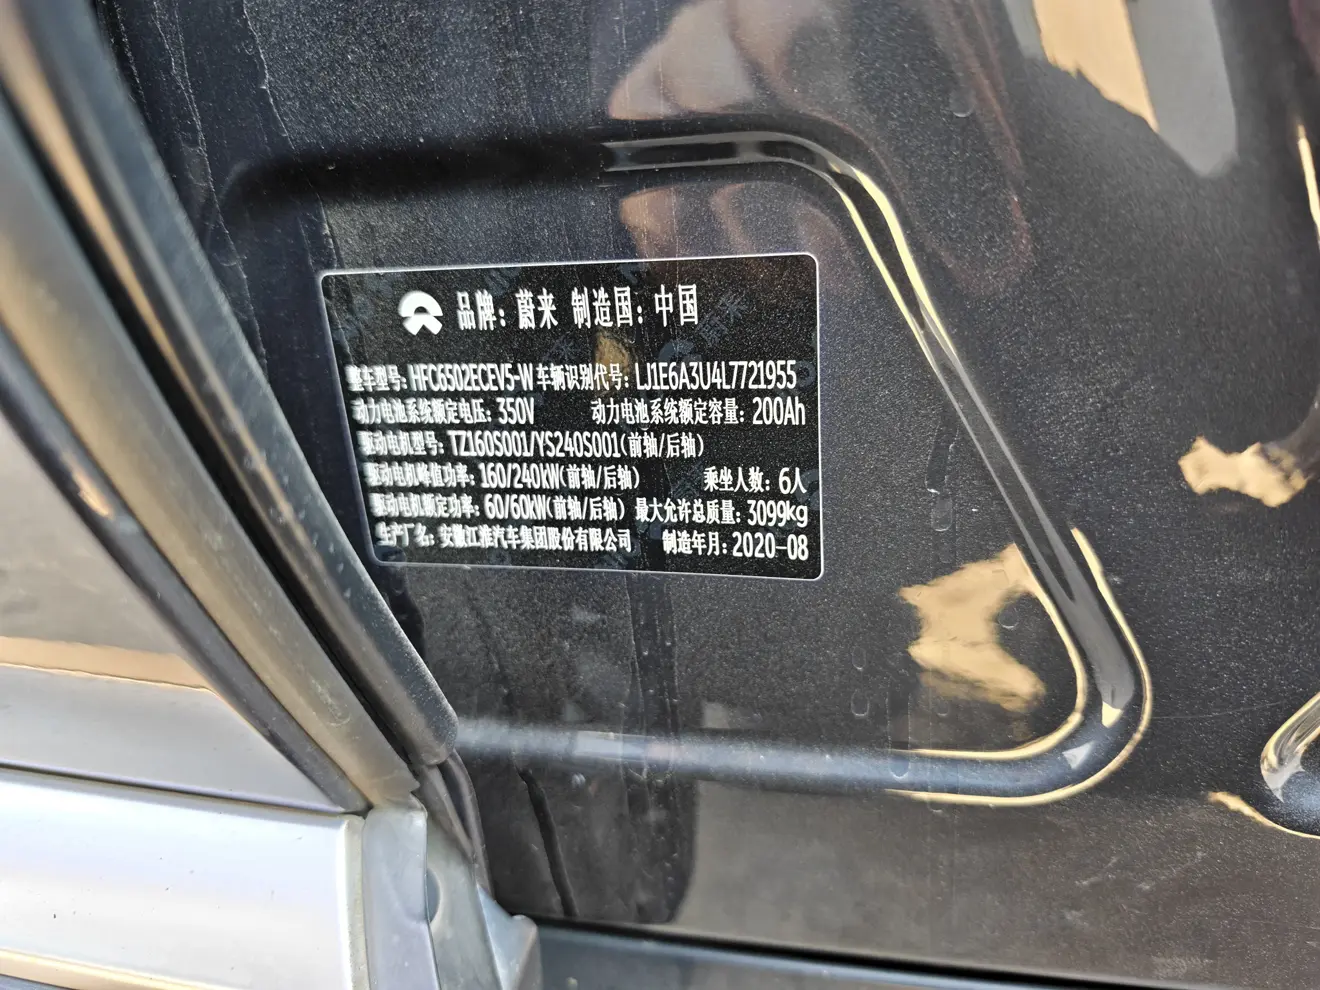 品牌：蔚来 制造国：中国
整车型号：HFC6502ECEV5-W 车辆识别代号：LJ1E6A3U4L7721955
动力电池系统额定电压：350V 动力电池系统额定容量：200Ah
驱动电机型号：TZ160S001/YS240S001(前轴/后轴)
驱动电机峰值功率：160/240kW(前轴/后轴) 乘坐人数：6人
驱动电机额定功率：60/60kW(前轴/后轴) 最大允许总质量：3099kg
生产厂名：安徽江淮汽车集团股份有限公司 制造年月：2020-08